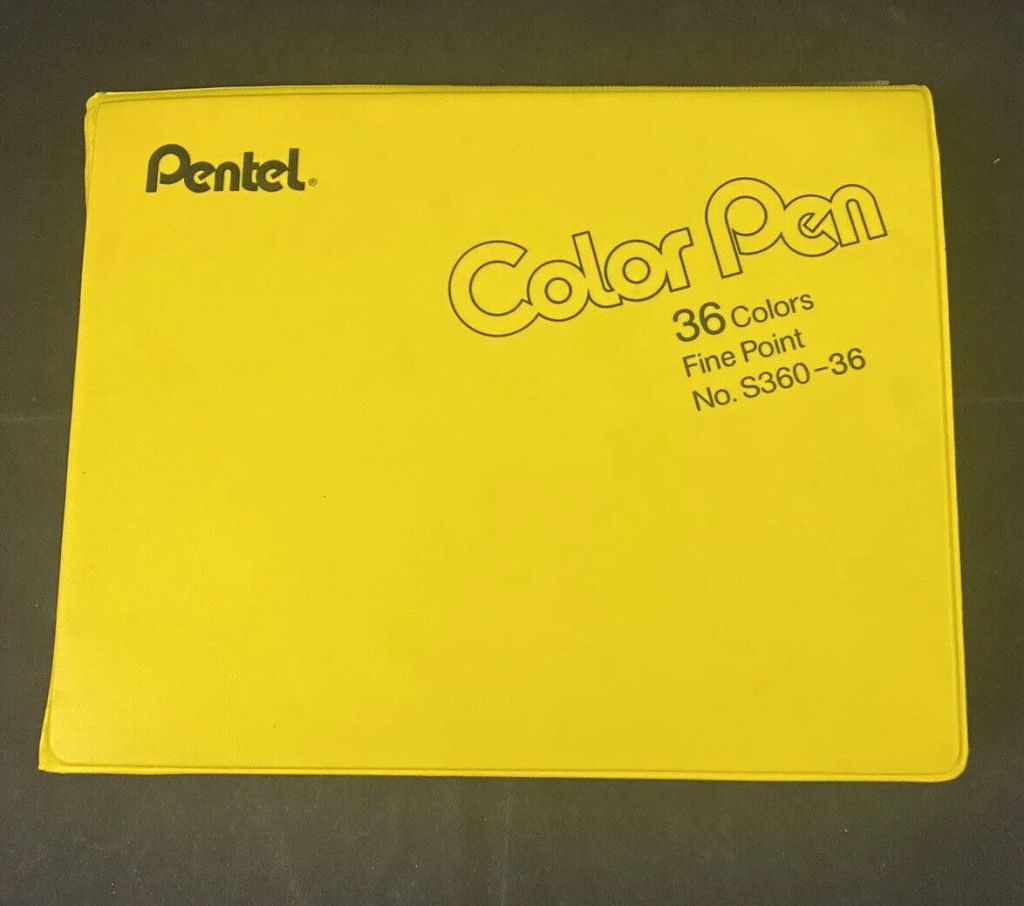 Pentel®
Color Pen
36 Colors
Fine Point
No. S360-36